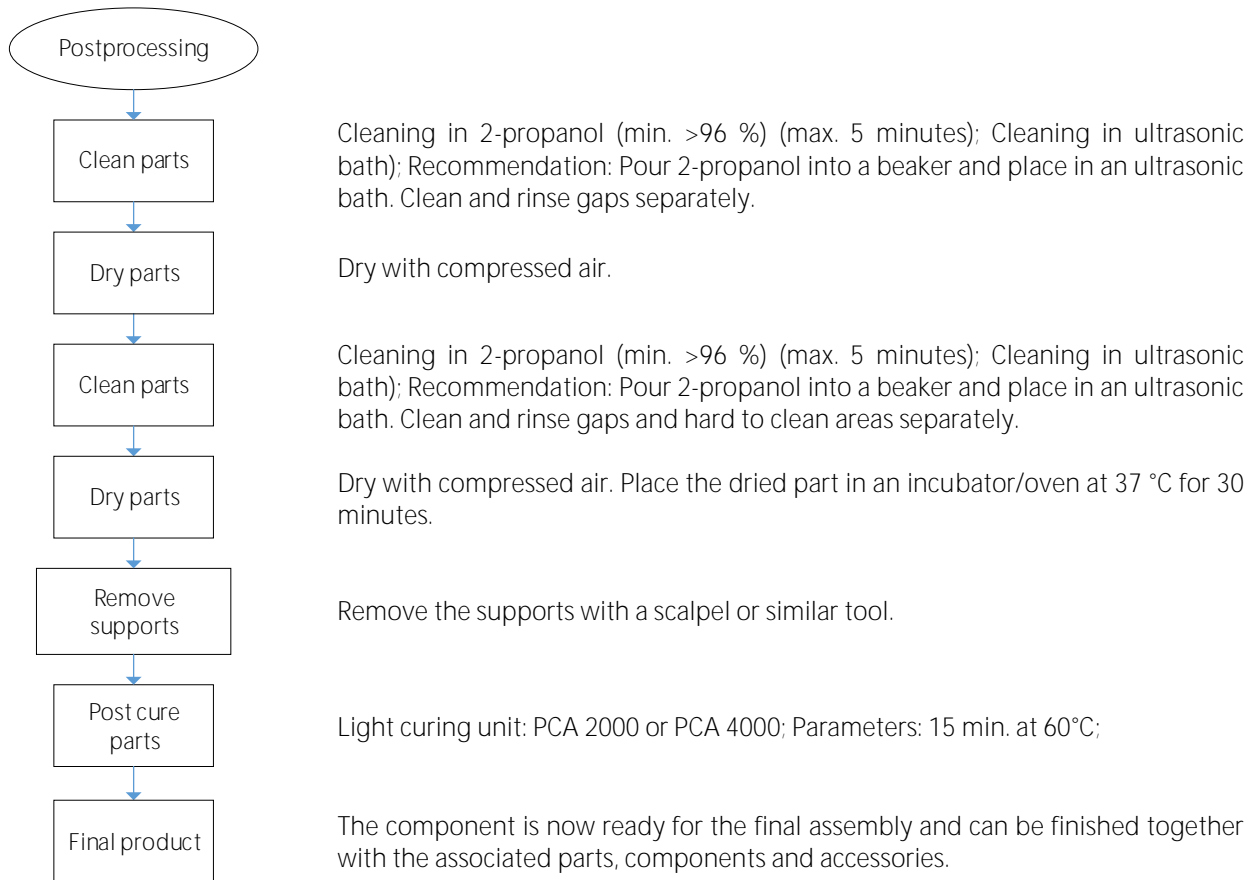 Postprocessing
Clean parts
Cleaning in 2-propanol (min. >96 %) (max. 5 minutes); Cleaning in ultrasonic
bath); Recommendation: Pour 2-propanol into a beaker and place in an ultrasonic
bath. Clean and rinse gaps separately.
Dry parts
Dry with compressed air.
Clean parts
Cleaning in 2-propanol (min. >96 %) (max. 5 minutes); Cleaning in ultrasonic
bath); Recommendation: Pour 2-propanol into a beaker and place in an ultrasonic
bath. Clean and rinse gaps and hard to clean areas separately.
Dry parts
Dry with compressed air. Place the dried part in an incubator/oven at 37 °C for 30
minutes.
Remove
supports
Remove the supports with a scalpel or similar tool.
Post cure
parts
Light curing unit: PCA 2000 or PCA 4000; Parameters: 15 min. at 60°C;
Final product
The component is now ready for the final assembly and can be finished together
with the associated parts, components and accessories.